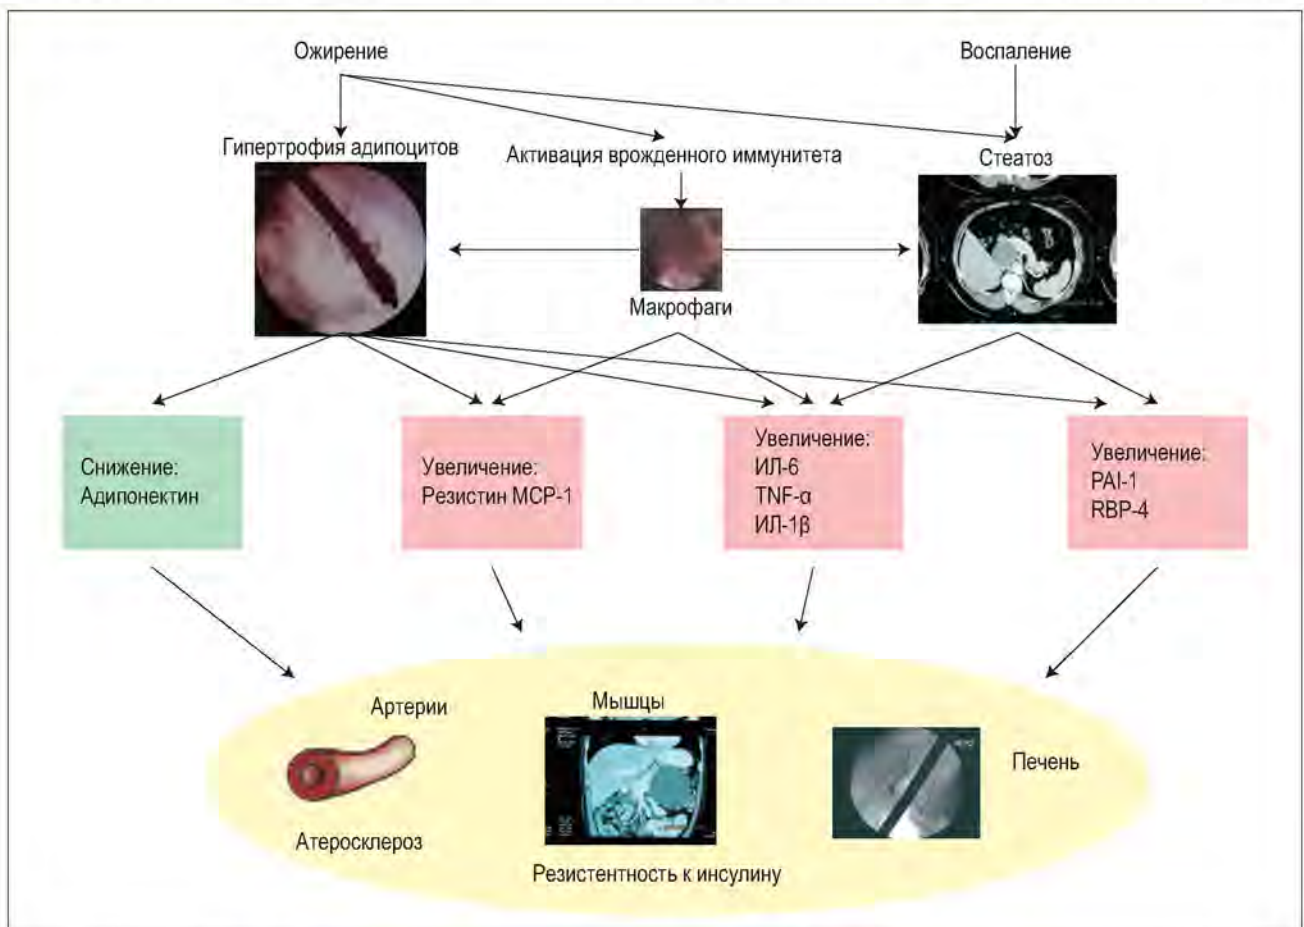 Ожирение
Воспаление
Гипертрофия адипоцитов
Активация врожденного иммунитета
Стеатоз
Макрофаги
Снижение:
Адипонектин
Увеличение:
Резистин MCP-1
Увеличение:
ИЛ-6
TNF-α
ИЛ-1β
Увеличение:
PAI-1
RBP-4
Артерии
Мышцы
Печень
Атеросклероз
Резистентность к инсулину